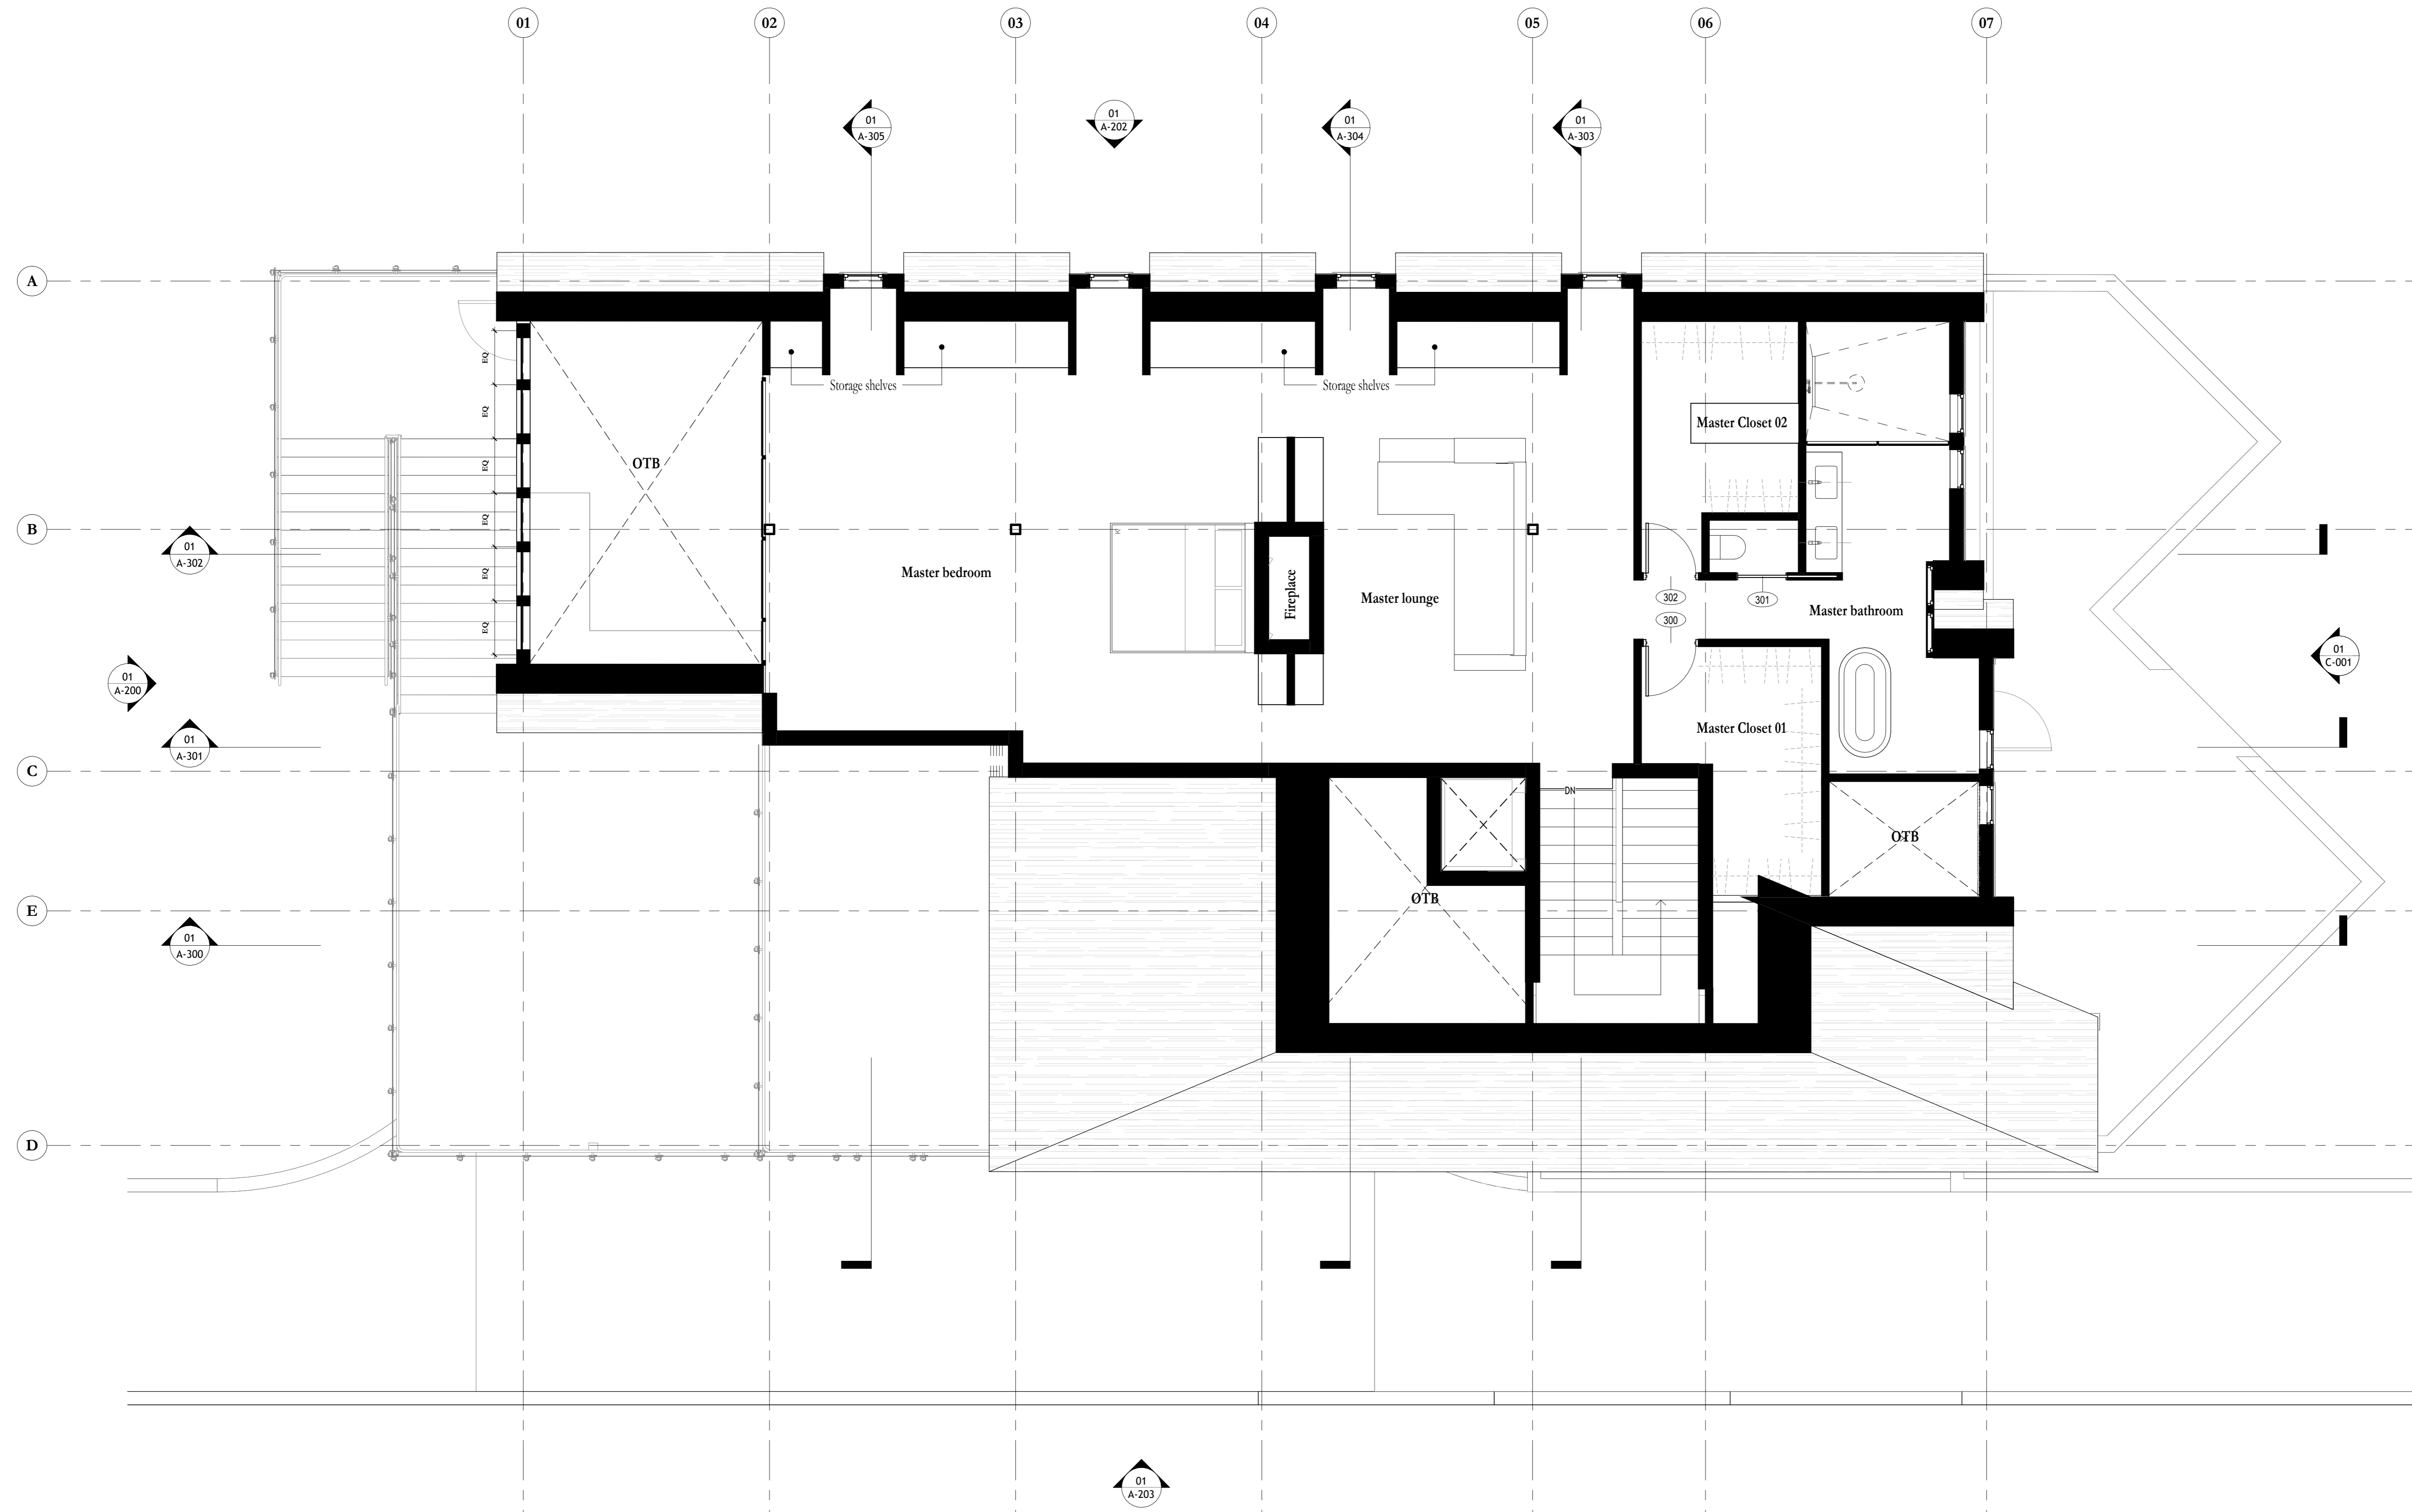 01
02
03
04
05
06
07
01
A-305
01
A-202
01
A-304
01
A-303
A
EQ
Storage shelves
Storage shelves
EQ
Master Closet 02
OTB
EQ
B
EQ
01
A-302
Master bedroom
EQ
Fireplace
Master lounge
302
301
300
Master bathroom
EQ
01
A-200
01
C-001
01
A-301
Master Closet 01
C
DN
OTB
OTB
E
01
A-300
D
01
A-203